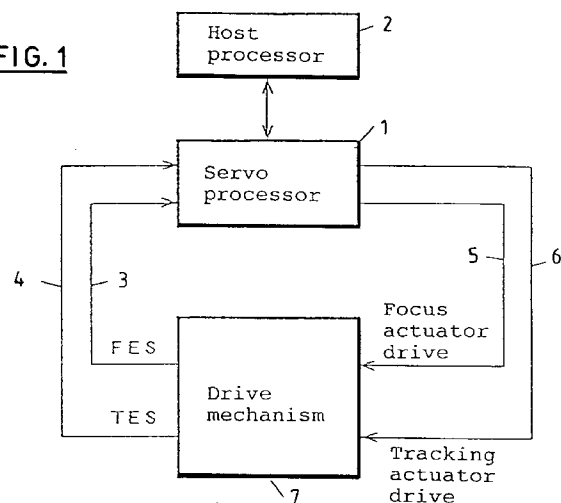 FIG.1
Host
processor
2
1
Servo
processor
4
3
5
6
Focus
actuator
drive
FES
Drive
mechanism
TES
Tracking
actuator
drive
7